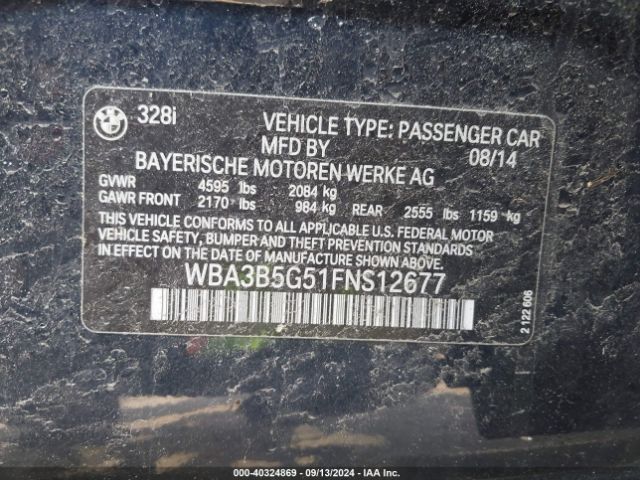 BMW 328i VEHICLE TYPE: PASSENGER CAR
MFD BY 08/14
BAYERISCHE MOTOREN WERKE AG
GVWR 4595 lbs 2084 kg
GAWR FRONT 2170 lbs 984 kg REAR 2555 lbs 1159 kg
THIS VEHICLE CONFORMS TO ALL APPLICABLE U.S. FEDERAL MOTOR
VEHICLE SAFETY, BUMPER AND THEFT PREVENTION STANDARDS
IN EFFECT ON THE DATE OF MANUFACTURE SHOWN ABOVE.
WBA3B5G51FNS12677
2 122 606
000-40324869 - 09/13/2024 - IAA Inc.